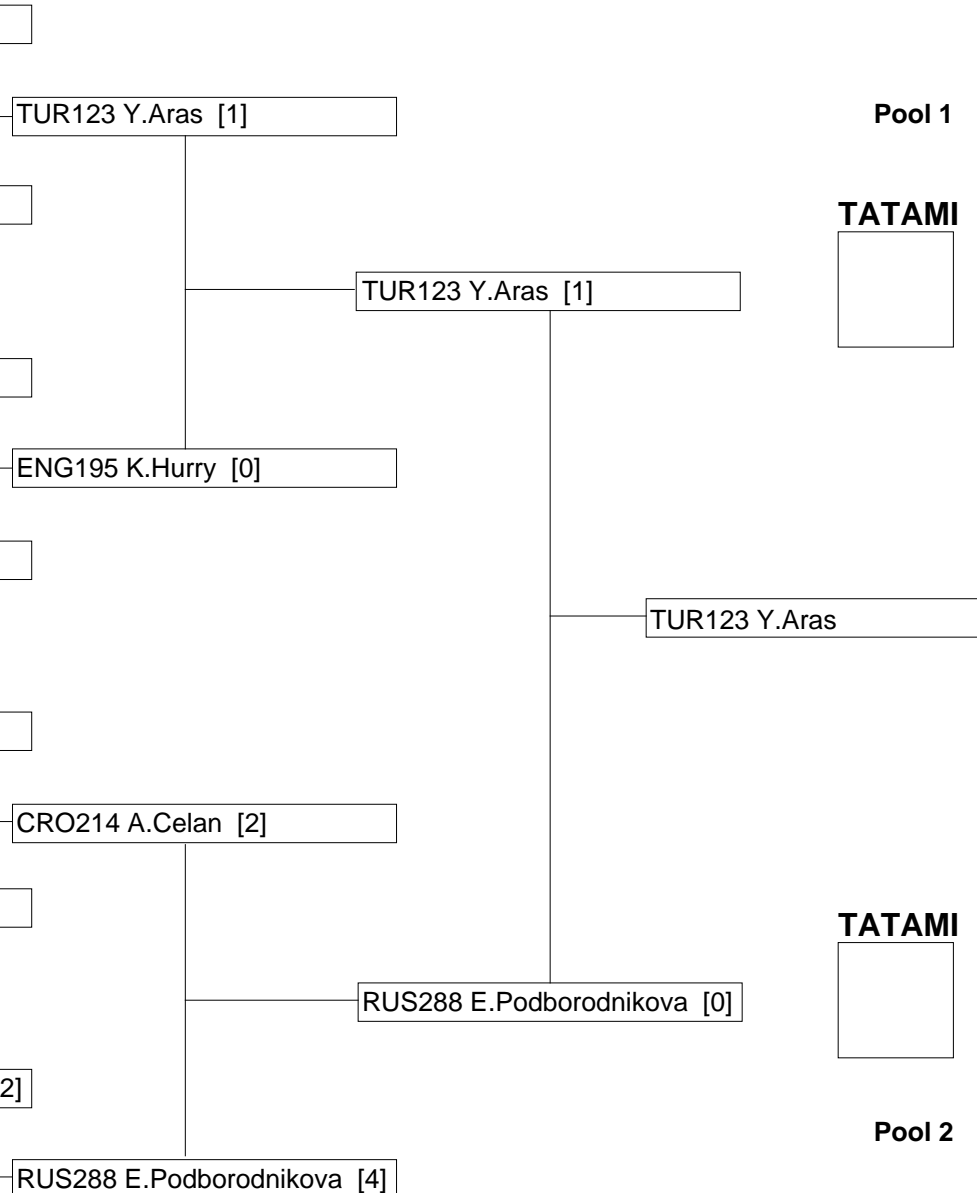 TUR123 Y.Aras [1]
Pool 1
TATAMI
TUR123 Y.Aras [1]
ENG195 K.Hurry [0]
TUR123 Y.Aras
CRO214 A.Celan [2]
TATAMI
RUS288 E.Podborodnikova [0]
2]
Pool 2
RUS288 E.Podborodnikova [4]